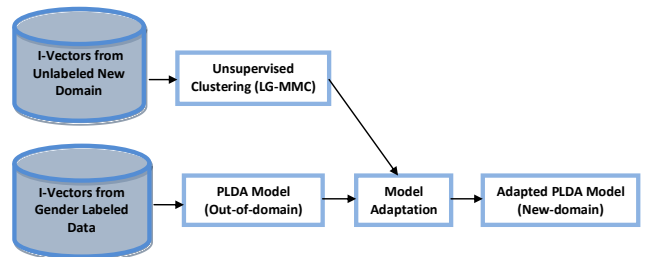 I-Vectors from
Unlabeled New
Domain
Unsupervised
Clustering (LG-MMC)
I-Vectors from
Gender Labeled
Data
PLDA Model
(Out-of-domain)
Model
Adaptation
Adapted PLDA Model
(New-domain)